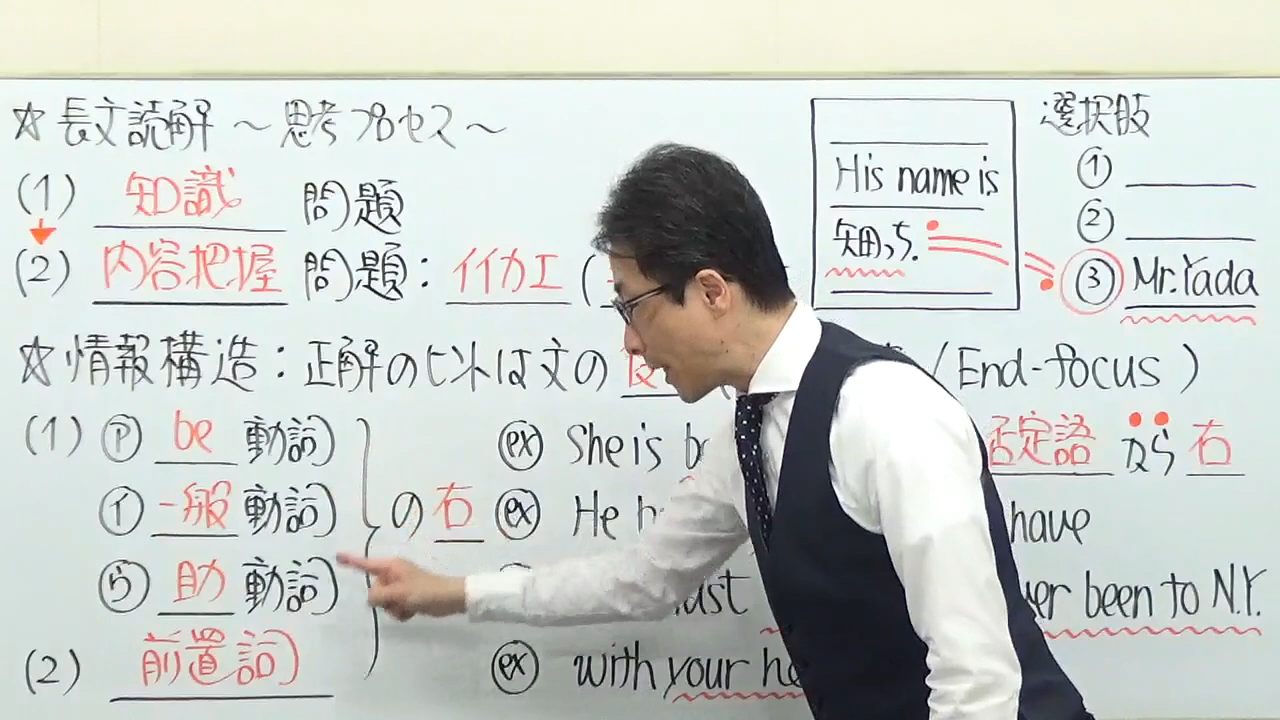 ☆長文読解 ～思考プロセス～
(1) 知識 問題
(2) 内容把握 問題: イイカエ (
His name is
知っち.
選択肢
①
②
③ Mr. Yada
☆情報構造: 正解のヒントは文の / End-focus )
(1) ㋐ be 動詞
㋑ 一般 動詞
㋒ 助 動詞
(2) 前置詞
の 右
ex She is
ex He
ust
ex with your
否定語 なら 右
have
ver been to N.Y.